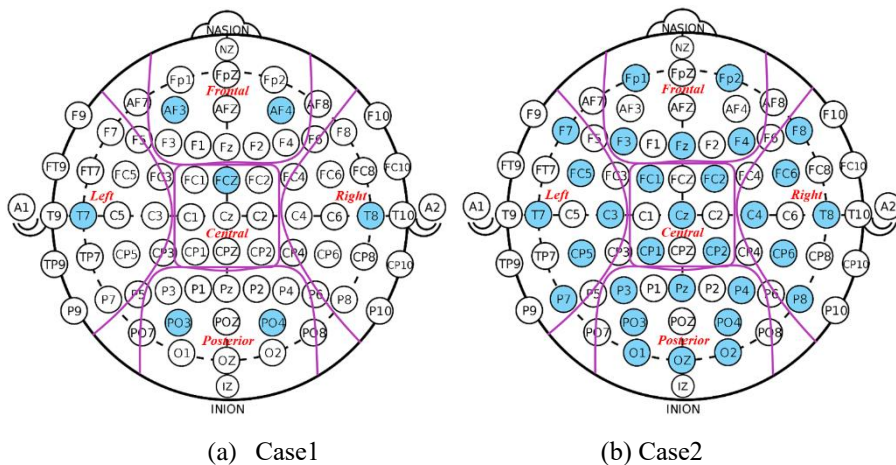 NASION NASION
NZ NZ
Fp1 FpZ Fp2 Fp1 FpZ Fp2
Frontal Frontal
AF7 AF3 AFZ AF4 AF8 AF7 AF3 AFZ AF4 AF8
F9 F7 F5 F3 F1 Fz F2 F4 F6 F8 F10 F9 F7 F5 F3 F1 Fz F2 F4 F6 F8 F10
FT9 FT7 FC5 FC3 FC1 FCZ FC2 FC4 FC6 FC8 FC10 FT9 FT7 FC5 FC3 FC1 FCZ FC2 FC4 FC6 FC8 FC10
Left Right Left Right
A1 T9 T7 C5 C3 C1 Cz C2 C4 C6 T8 T10 A2 A1 T9 T7 C5 C3 C1 Cz C2 C4 C6 T8 T10 A2
Central Central
TP9 TP7 CP5 CP3 CP1 CPZ CP2 CP4 CP6 CP8 CP10 TP9 TP7 CP5 CP3 CP1 CPZ CP2 CP4 CP6 CP8 CP10
P9 P7 P5 P3 P1 Pz P2 P4 P6 P8 P10 P9 P7 P5 P3 P1 Pz P2 P4 P6 P8 P10
PO7 PO3 POZ PO4 PO8 PO7 PO3 POZ PO4 PO8
Posterior Posterior
O1 OZ O2 O1 OZ O2
IZ IZ
INION INION
(a) Case1 (b) Case2